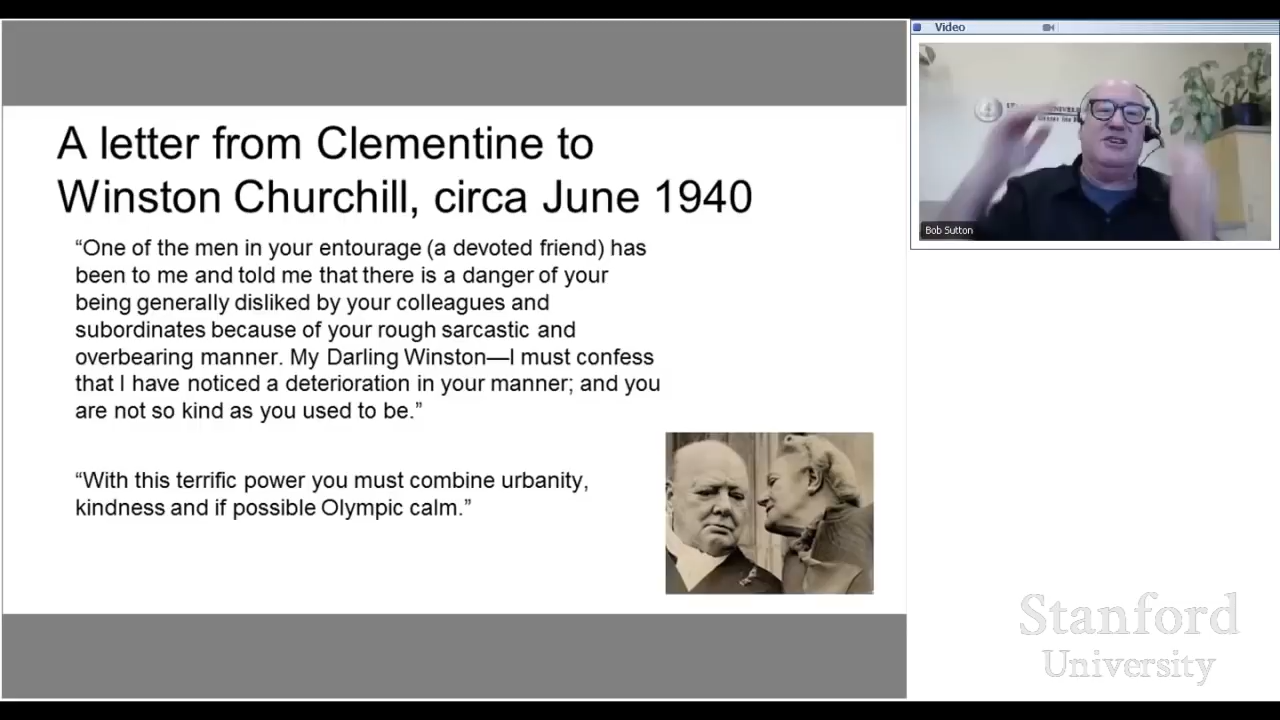 Video
Bob Sutton
A letter from Clementine to
Winston Churchill, circa June 1940
“One of the men in your entourage (a devoted friend) has
been to me and told me that there is a danger of your
being generally disliked by your colleagues and
subordinates because of your rough sarcastic and
overbearing manner. My Darling Winston—I must confess
that I have noticed a deterioration in your manner; and you
are not so kind as you used to be.”
“With this terrific power you must combine urbanity,
kindness and if possible Olympic calm.”
Stanford
University